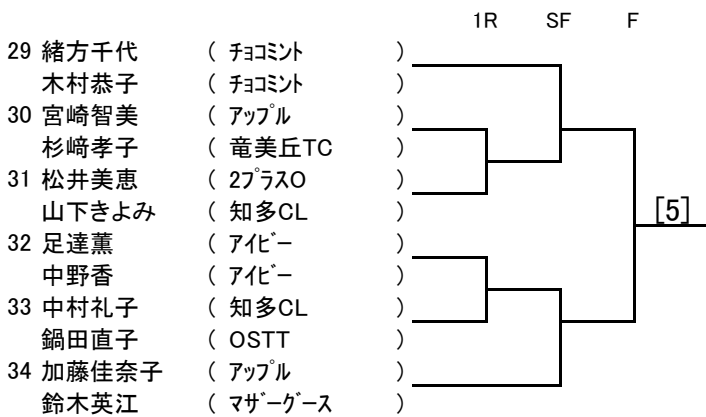 1R SF F
29 緒方千代 ( ﾁｮｺﾐﾝﾄ )
木村恭子 ( ﾁｮｺﾐﾝﾄ )
30 宮崎智美 ( ｱｯﾌﾟﾙ )
杉﨑孝子 ( 竜美丘TC )
31 松井美恵 ( 2ﾌﾟﾗｽO )
山下きよみ ( 知多CL )
[5]
32 足達薫 ( ｱｲﾋﾞｰ )
中野香 ( ｱｲﾋﾞｰ )
33 中村礼子 ( 知多CL )
鍋田直子 ( OSTT )
34 加藤佳奈子 ( ｱｯﾌﾟﾙ )
鈴木英江 ( ﾏｻﾞｰｸﾞｰｽ )